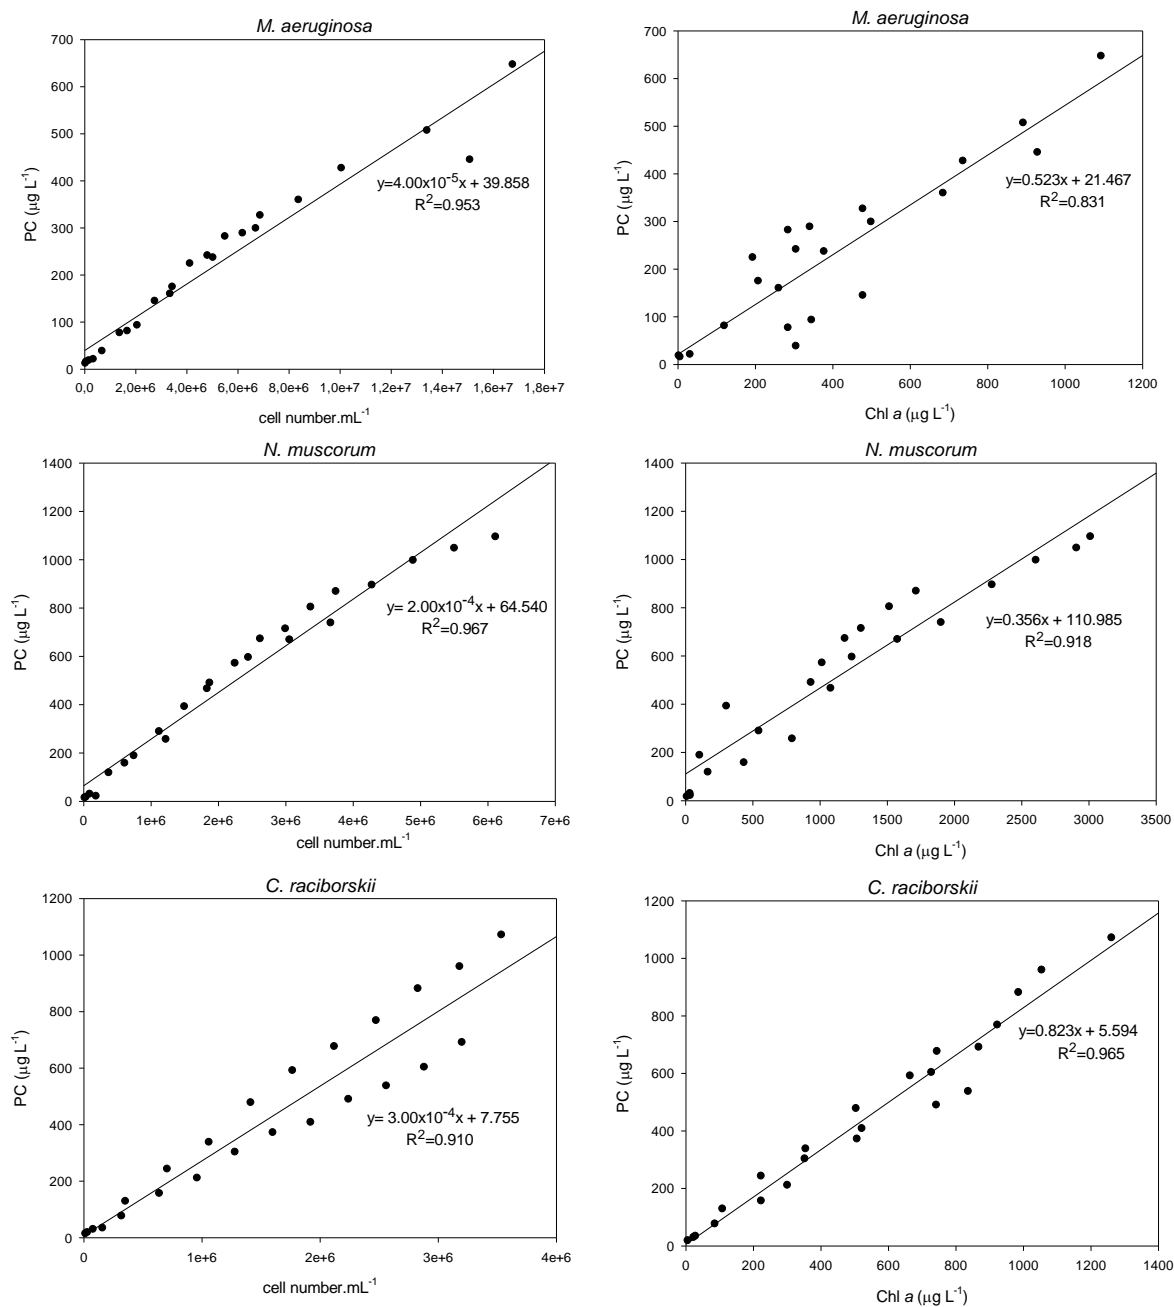 M. aeruginosa
700
600
500
400
300
200
100
0
PC (μg L⁻¹)
y=4.00x10⁻⁵x + 39.858
R²=0.953
0,0 2,0e+6 4,0e+6 6,0e+6 8,0e+6 1,0e+7 1,2e+7 1,4e+7 1,6e+7 1,8e+7
cell number.mL⁻¹
M. aeruginosa
700
600
500
400
300
200
100
0
PC (μg L⁻¹)
y=0.523x + 21.467
R²=0.831
0 200 400 600 800 1000 1200
Chl a (μg L⁻¹)
N. muscorum
1400
1200
1000
800
600
400
200
0
PC (μg L⁻¹)
y= 2.00x10⁻⁴x + 64.540
R²=0.967
0 1e+6 2e+6 3e+6 4e+6 5e+6 6e+6 7e+6
cell number.mL⁻¹
N. muscorum
1400
1200
1000
800
600
400
200
0
PC (μg L⁻¹)
y=0.356x + 110.985
R²=0.918
0 500 1000 1500 2000 2500 3000 3500
Chl a (μg L⁻¹)
C. raciborskii
1200
1000
800
600
400
200
0
PC (μg L⁻¹)
y= 3.00x10⁻⁴x + 7.755
R²=0.910
0 1e+6 2e+6 3e+6 4e+6
cell number.mL⁻¹
C. raciborskii
1200
1000
800
600
400
200
0
PC (μg L⁻¹)
y=0.823x + 5.594
R²=0.965
0 200 400 600 800 1000 1200 1400
Chl a (μg L⁻¹)